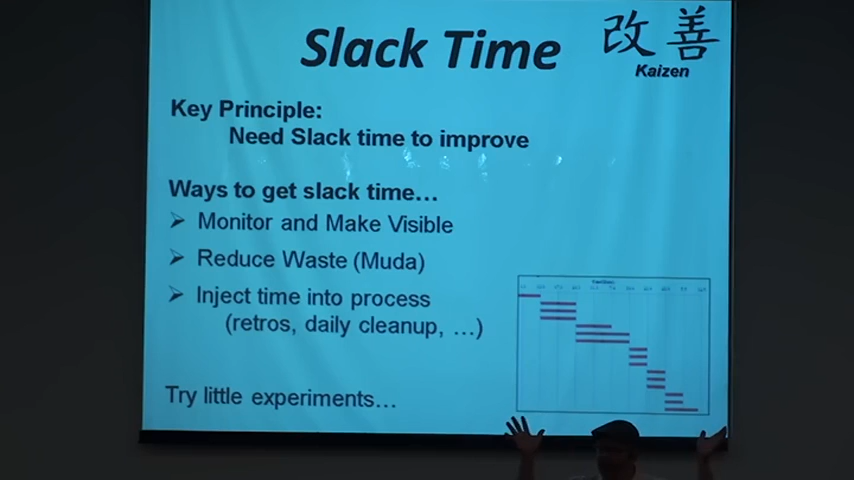 Slack Time
改善
Kaizen
Key Principle:
Need Slack time to improve
Ways to get slack time...
Monitor and Make Visible
Reduce Waste (Muda)
Inject time into process
(retros, daily cleanup, ...)
Try little experiments...